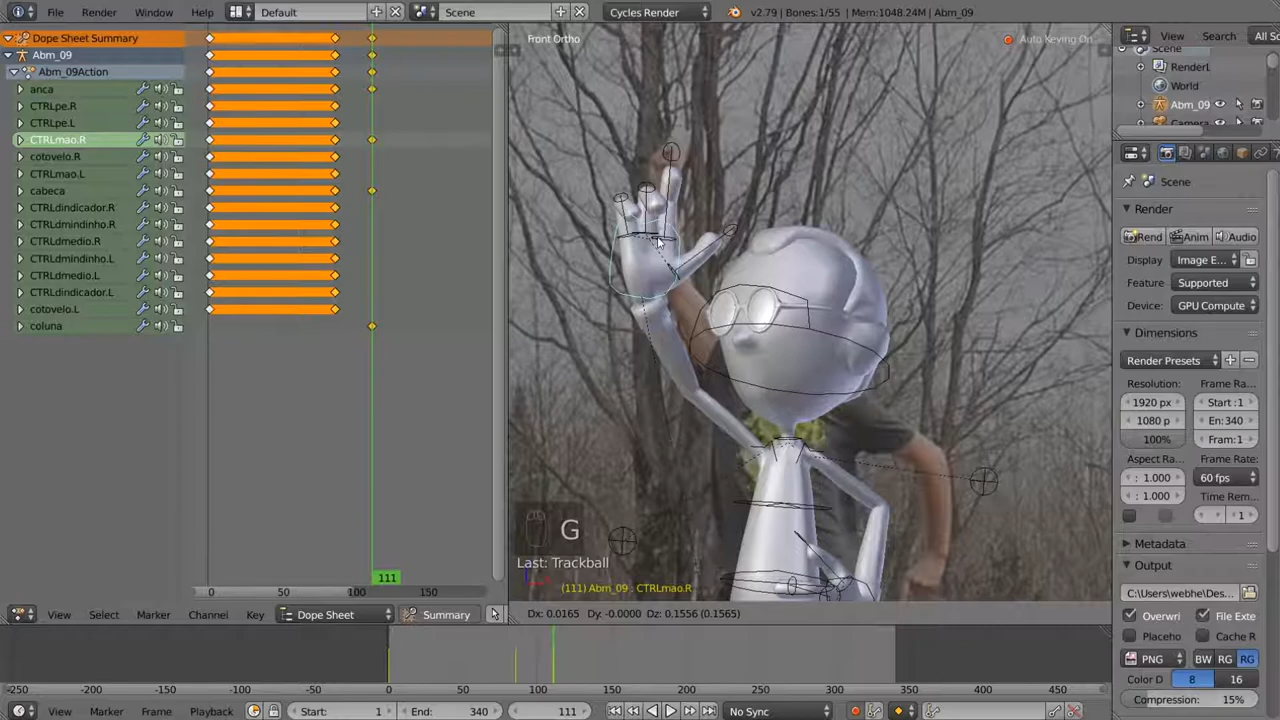 File Render Window Help Default Scene Cycles Render v2.79 | Bones:1/55 | Mem:1048.24M | Abm_09
Dope Sheet Summary
Abm_09
Abm_09Action
anca
CTRLpe.R
CTRLpe.L
CTRLmao.R
cotovelo.R
CTRLmao.L
cabeca
CTRLdindicador.R
CTRLdmindinho.R
CTRLdmedio.R
CTRLdmindinho.L
CTRLdmedio.L
CTRLdindicador.L
cotovelo.L
coluna
111
0 50 100 150
View Select Marker Channel Key Dope Sheet Summary
Front Ortho
Auto Keying On
G
Last: Trackball
(111) Abm_09 : CTRLmao.R
Dx: 0.0165 Dy: -0.0000 Dz: 0.1556 (0.1565)
View Search All Sc
Scene
RenderL
World
Abm_09
Camera
Scene
Render
Rend Anim Audio
Display Image E...
Feature Supported
Device: GPU Compute
Dimensions
Render Presets
Resolution: Frame Ra...
1920 px Start :1
1080 p En:340
100% Fram:1
Aspect Ra... Frame Rate:
: 1.000 60 fps
: 1.000 Time Rem...
1
Metadata
Output
C:\Users\webhe\Des...
Overwri File Exte
Placeho Cache R
PNG BW RG RG
Color D 8 16
Compression: 15%
-250 -200 -150 -100 -50 0 50 100 150 200 250 300 350 400 450
View Marker Frame Playback Start: 1 End: 340 111 No Sync